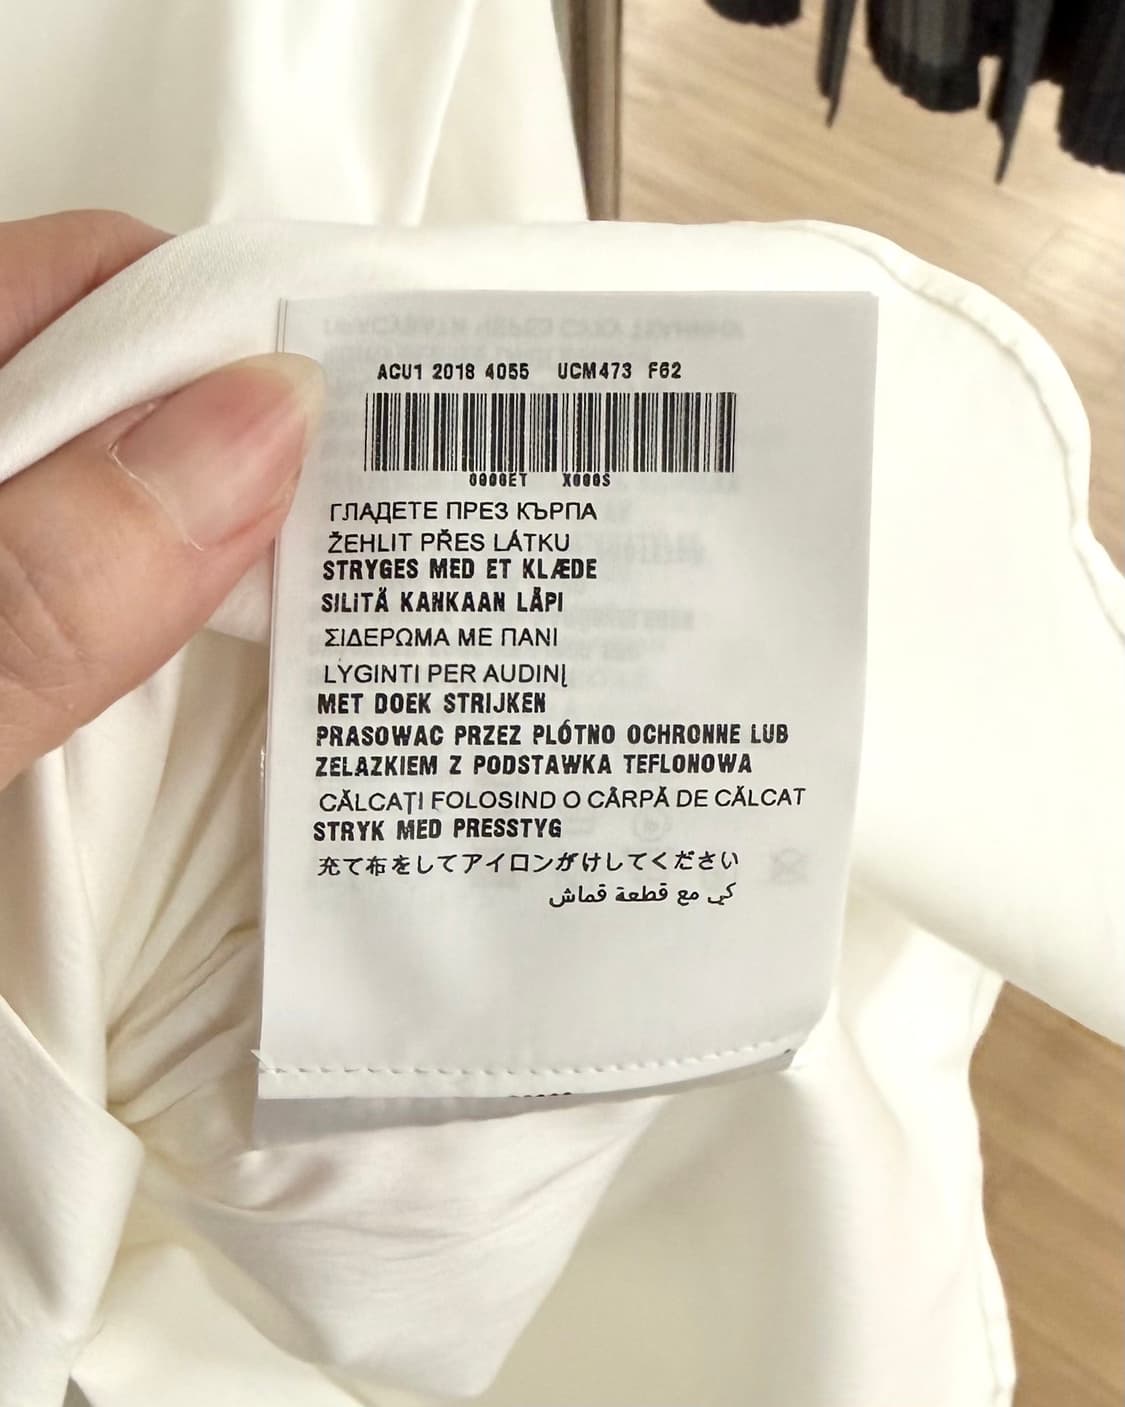 ACU1 2018 4055 UCM473 F62
0000ET X000S
ГЛАДЕТЕ ПРЕЗ КЪРПА
ŽEHLIT PŘES LÁTKU
STRYGES MED ET KLÆDE
SILITÄ KANKAAN LÄPI
ΣΙΔΕΡΩΜΑ ΜΕ ΠΑΝΙ
LYGINTI PER AUDINĮ
MET DOEK STRIJKEN
PRASOWAC PRZEZ PLÓTNO OCHRONNE LUB
ZELAZKIEM Z PODSTAWKA TEFLONOWA
CĂLCAȚI FOLOSIND O CÂRPĂ DE CĂLCAT
STRYK MED PRESSTYG
充て布をしてアイロンがけしてください
كي مع قطعة قماش